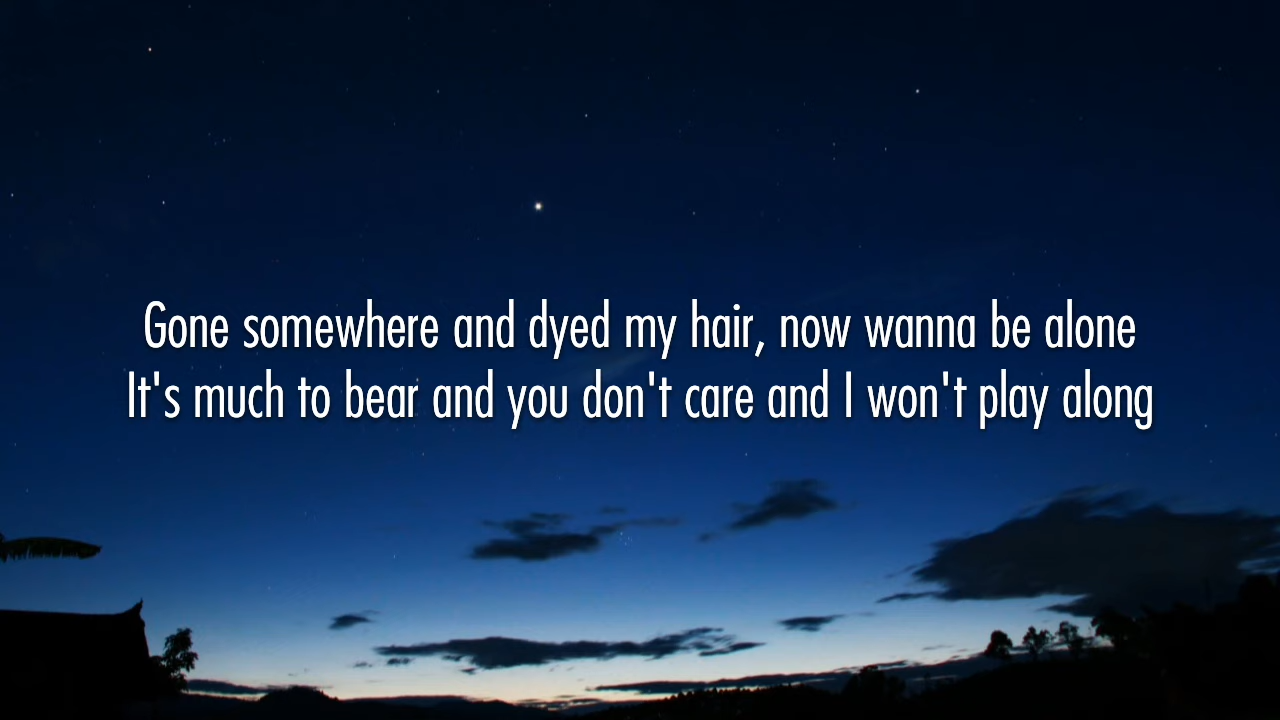 Gone somewhere and dyed my hair, now wanna be alone
It's much to bear and you don't care and I won't play along